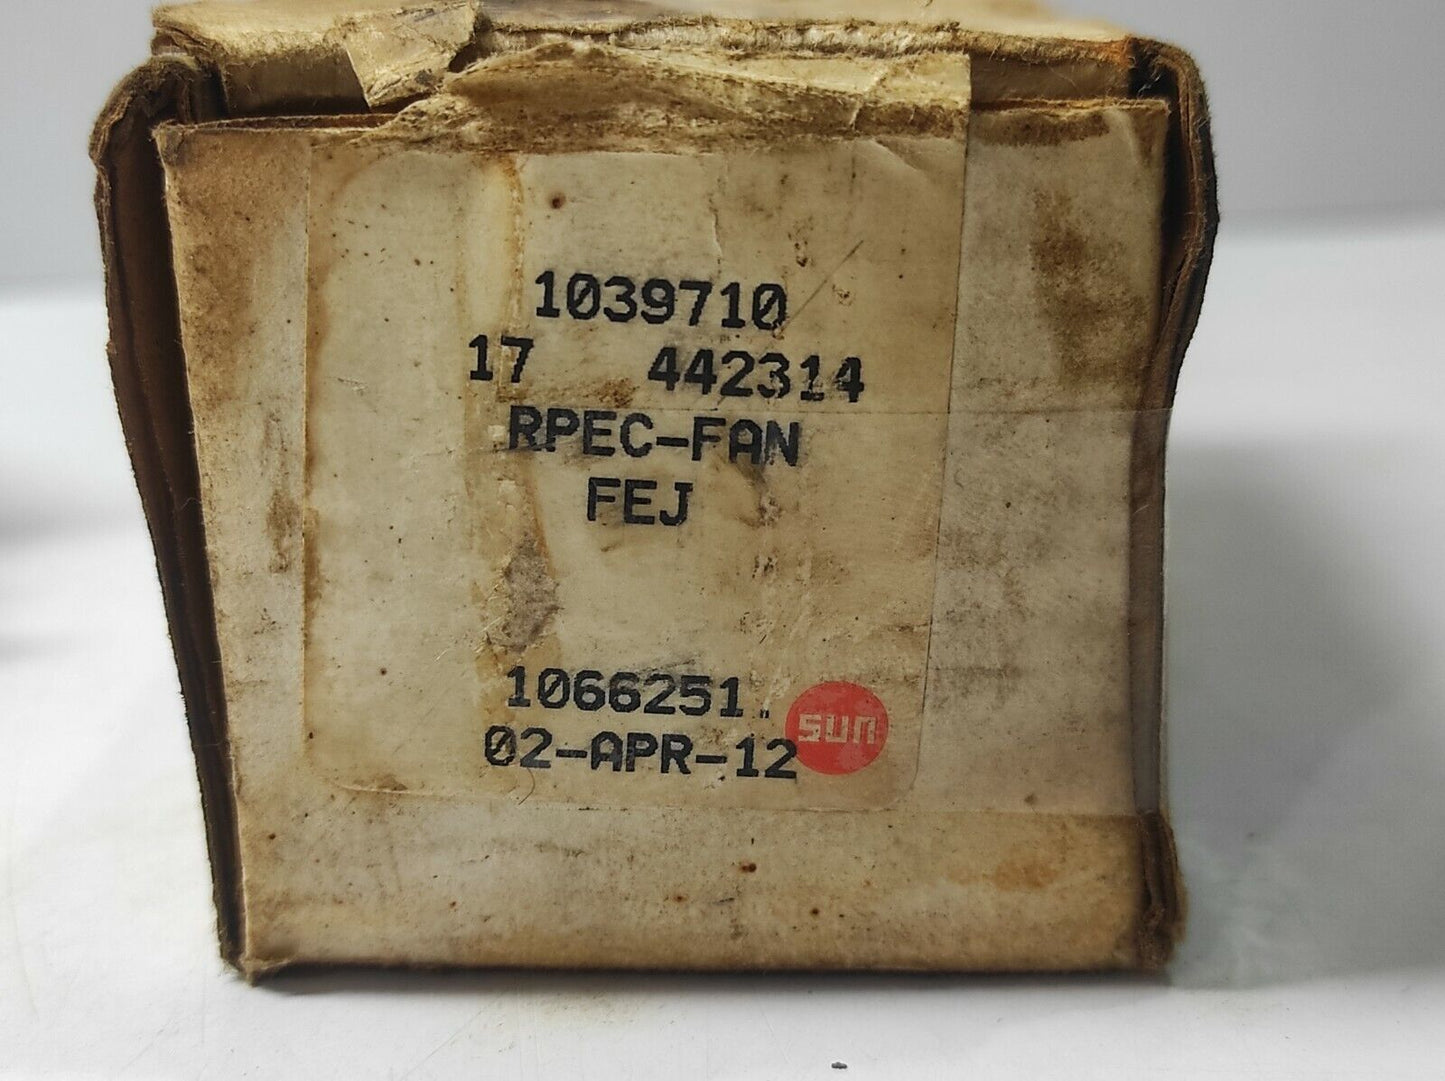 1039710
17 442314
RPEC-FAN
FEJ
1066251.
02-APR-12
sun